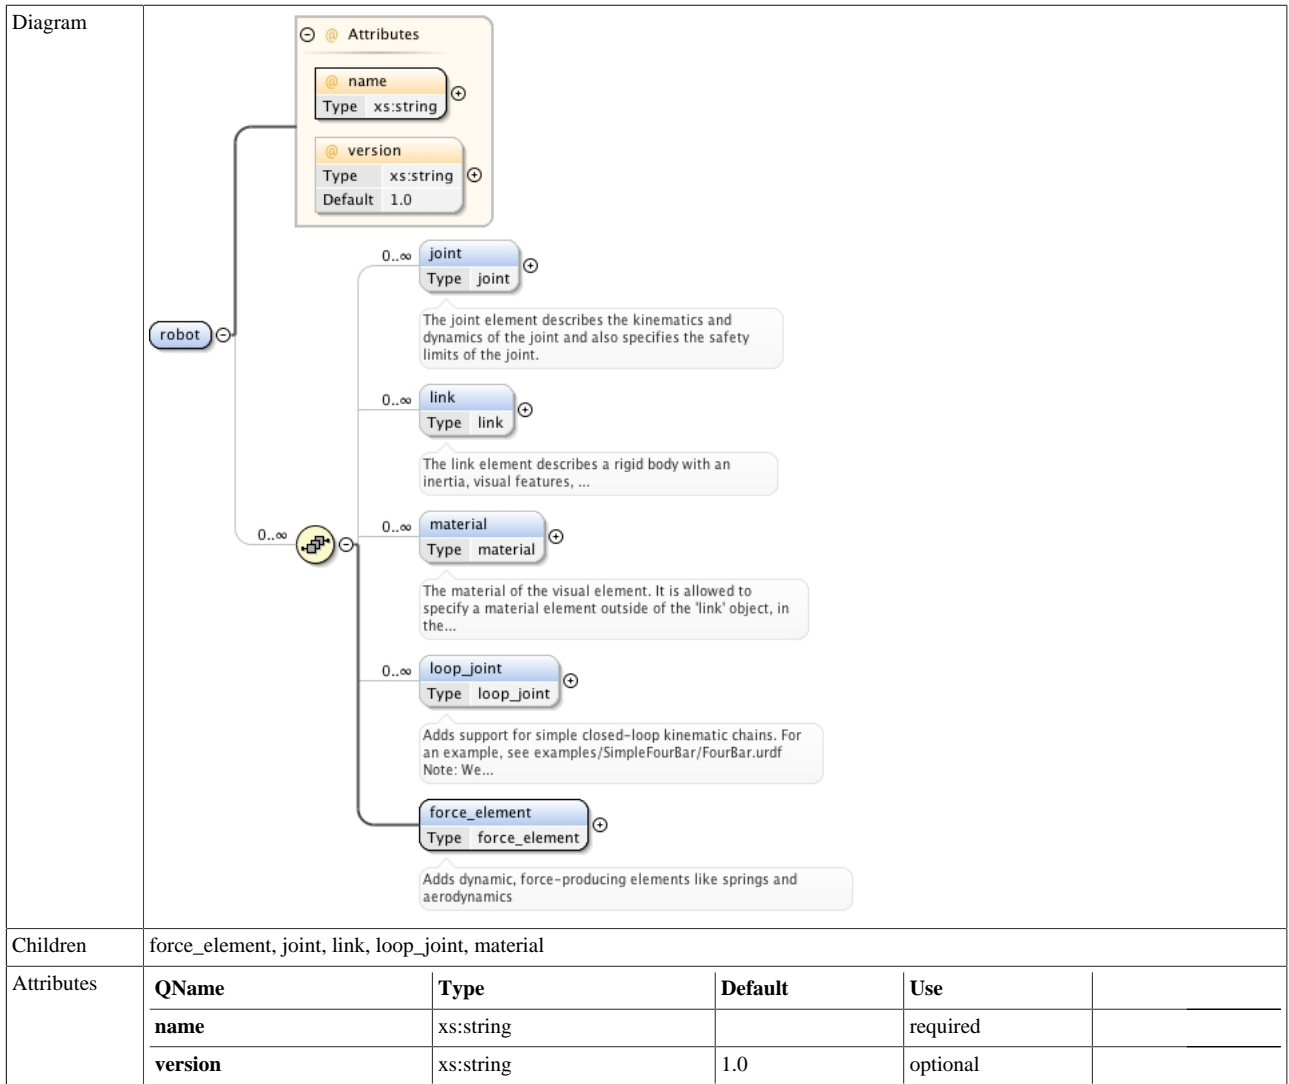 Diagram
@ Attributes
@ name
Type xs:string
@ version
Type xs:string
Default 1.0
robot
0..∞ joint
Type joint
The joint element describes the kinematics and
dynamics of the joint and also specifies the safety
limits of the joint.
0..∞ link
Type link
The link element describes a rigid body with an
inertia, visual features, ...
0..∞
0..∞ material
Type material
The material of the visual element. It is allowed to
specify a material element outside of the 'link' object, in
the...
0..∞ loop_joint
Type loop_joint
Adds support for simple closed-loop kinematic chains. For
an example, see examples/SimpleFourBar/FourBar.urdf
Note: We...
force_element
Type force_element
Adds dynamic, force-producing elements like springs and
aerodynamics
Children force_element, joint, link, loop_joint, material
Attributes QName Type Default Use
name xs:string required
version xs:string 1.0 optional